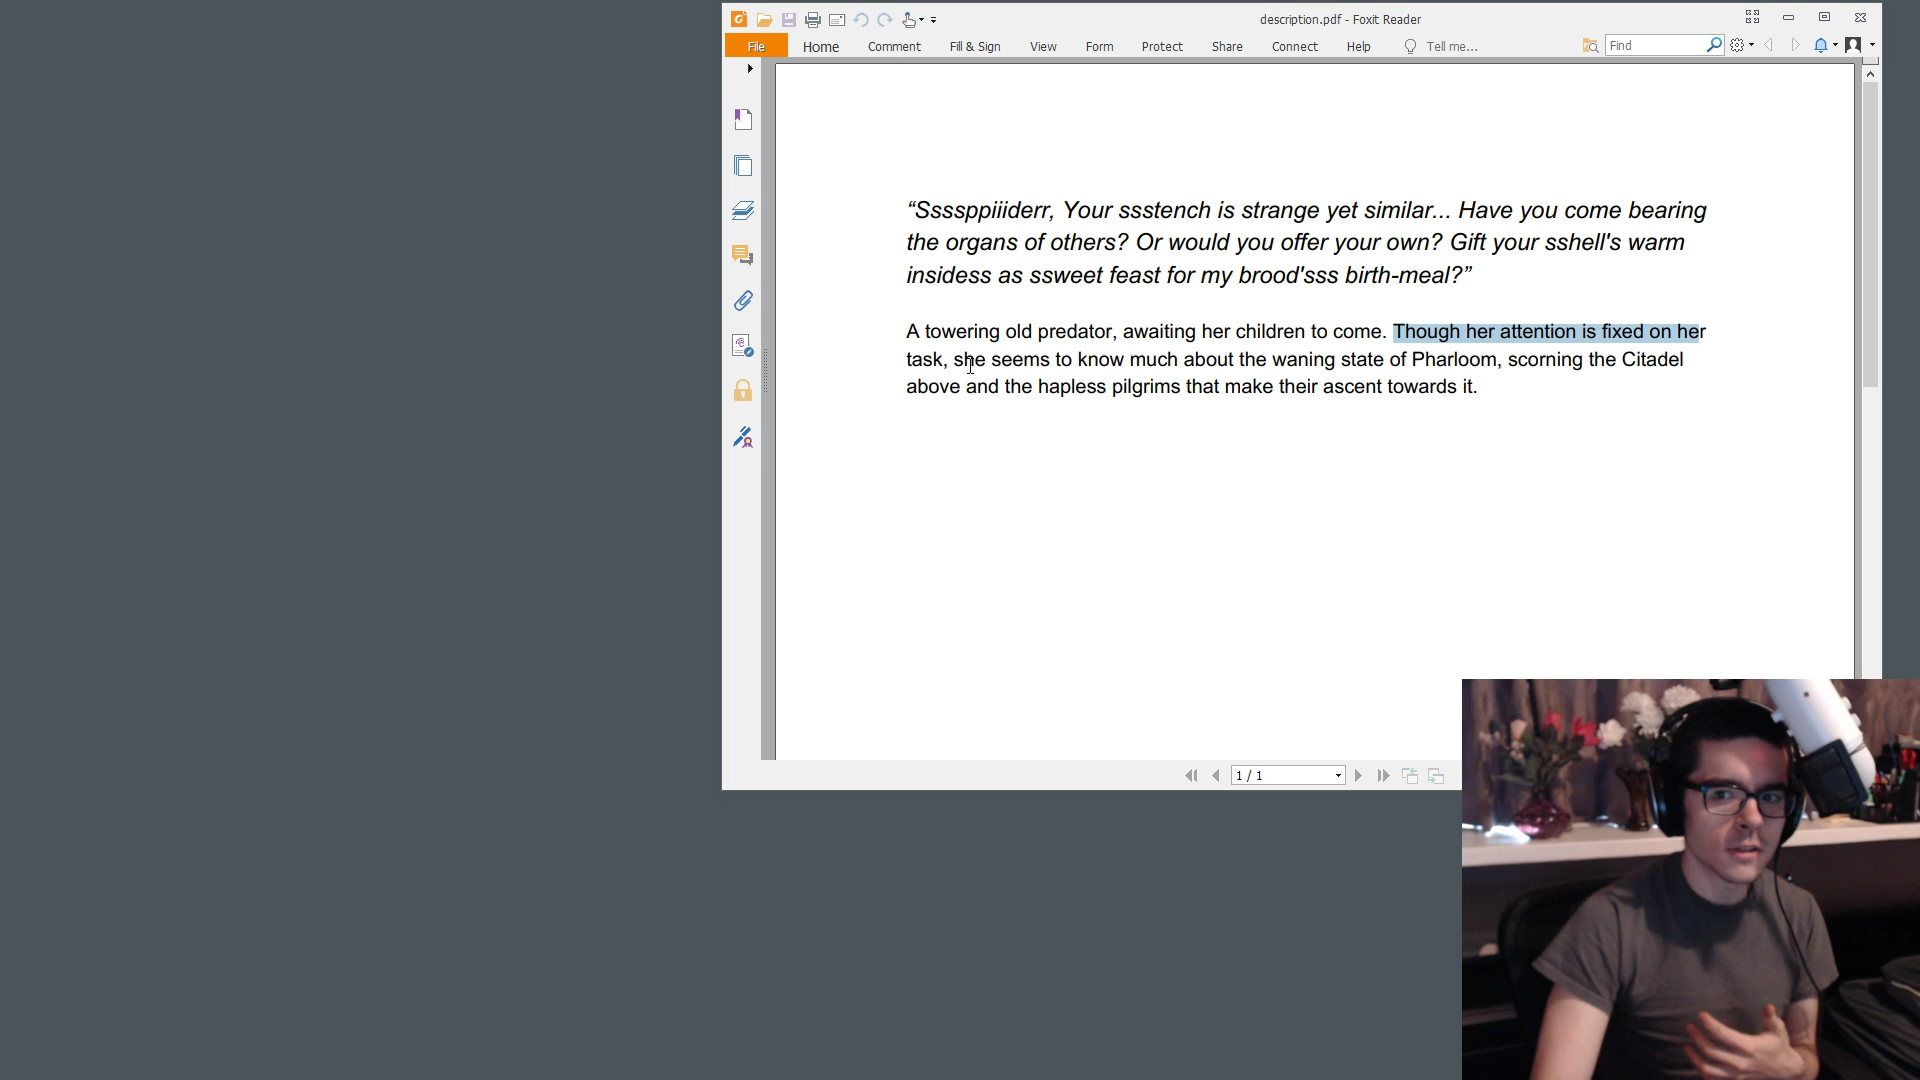 description.pdf - Foxit Reader
File Home Comment Fill & Sign View Form Protect Share Connect Help Tell me... Find
“Ssssppiiiderr, Your ssstench is strange yet similar... Have you come bearing
the organs of others? Or would you offer your own? Gift your sshell's warm
insidess as ssweet feast for my brood'sss birth-meal?”
A towering old predator, awaiting her children to come. Though her attention is fixed on her
task, she seems to know much about the waning state of Pharloom, scorning the Citadel
above and the hapless pilgrims that make their ascent towards it.
1 / 1